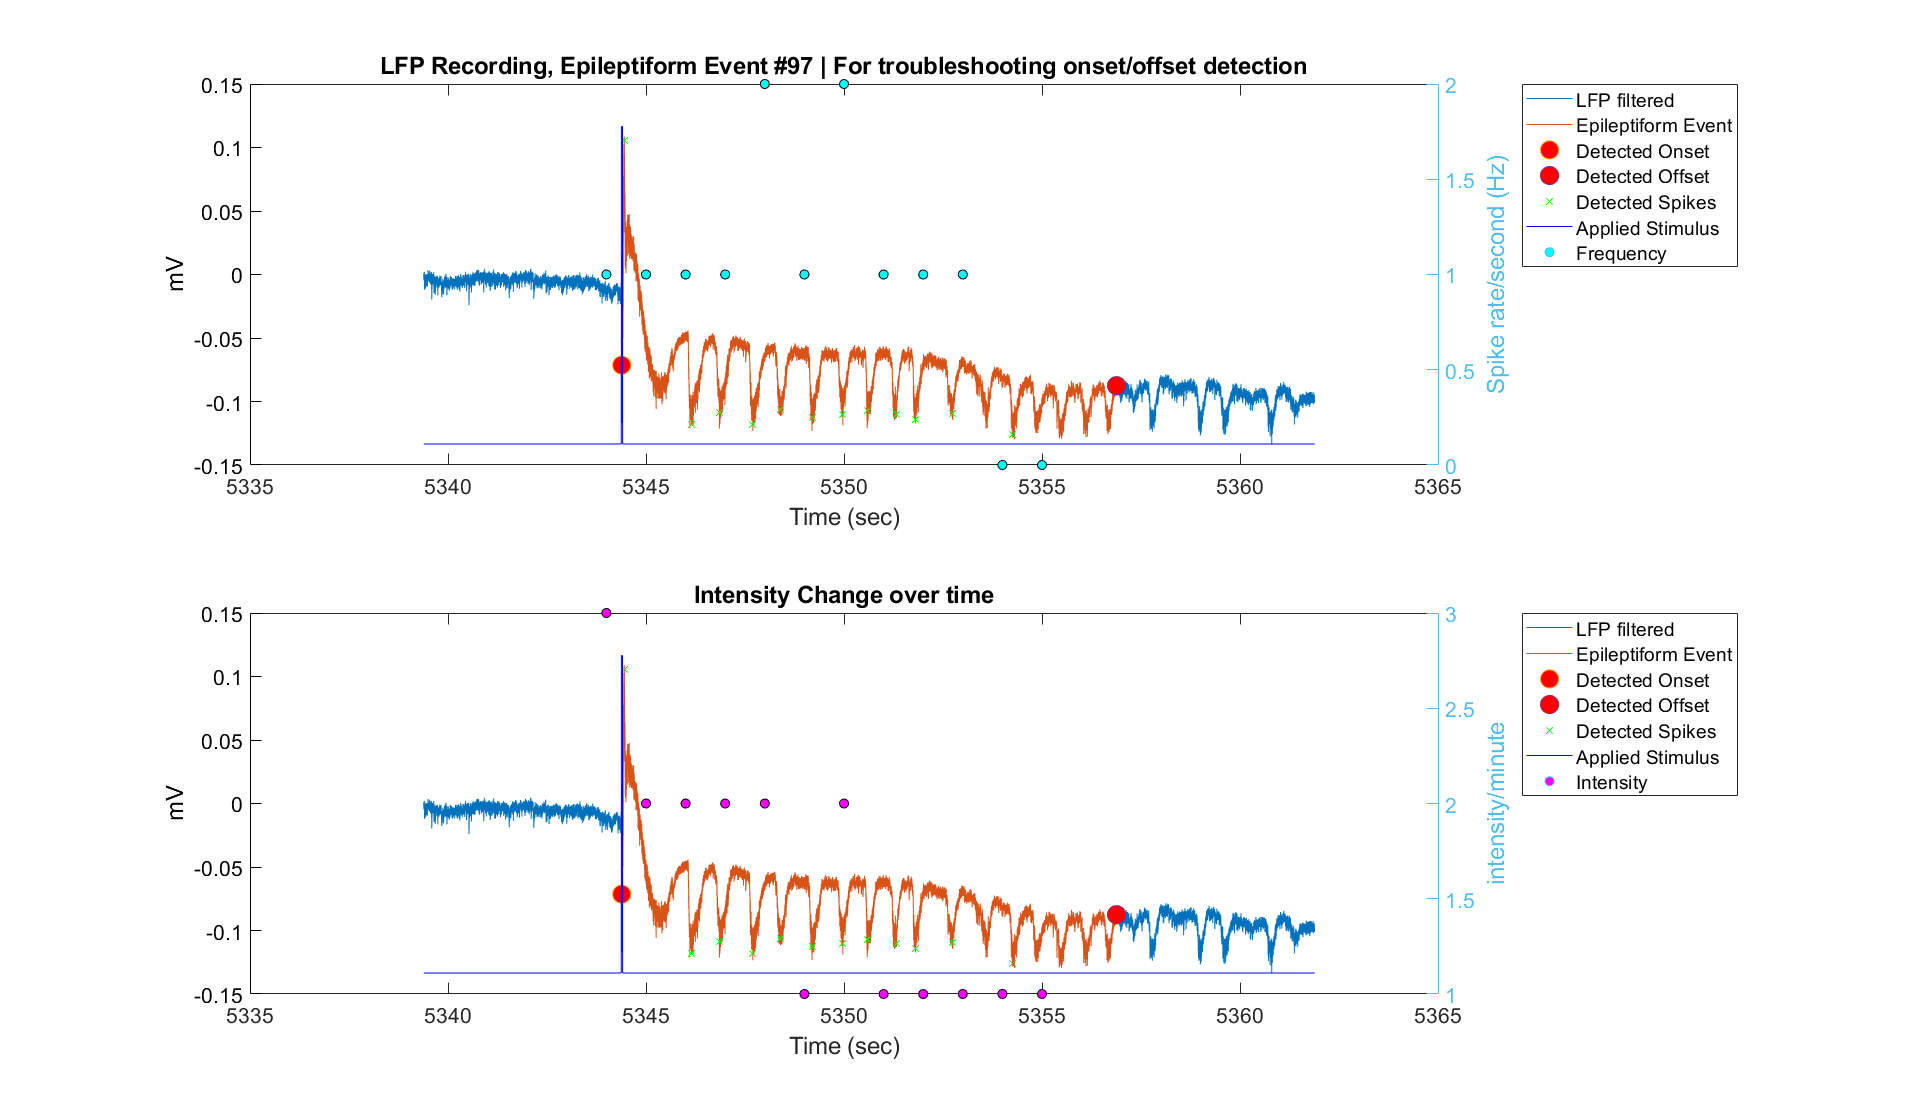 LFP Recording, Epileptiform Event #97 | For troubleshooting onset/offset detection
0.15
0.1
0.05
0
-0.05
-0.1
-0.15
mV
5335 5340 5345 5350 5355 5360 5365
Time (sec)
2
1.5
1
0.5
0
Spike rate/second (Hz)
LFP filtered
Epileptiform Event
Detected Onset
Detected Offset
Detected Spikes
Applied Stimulus
Frequency
Intensity Change over time
0.15
0.1
0.05
0
-0.05
-0.1
-0.15
mV
5335 5340 5345 5350 5355 5360 5365
Time (sec)
3
2.5
2
1.5
1
intensity/minute
LFP filtered
Epileptiform Event
Detected Onset
Detected Offset
Detected Spikes
Applied Stimulus
Intensity